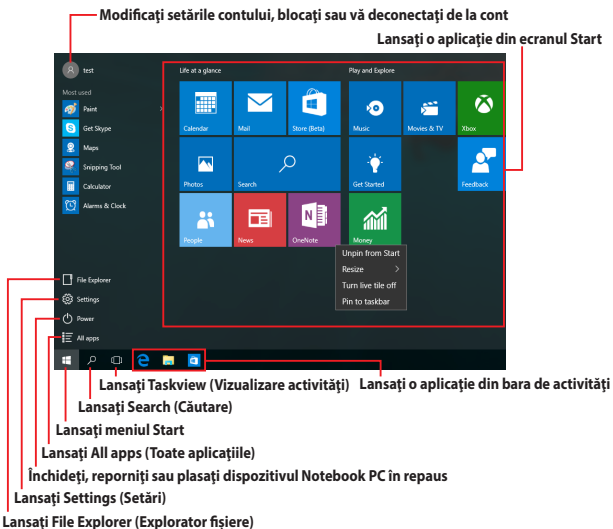 Modificați setările contului, blocați sau vă deconectați de la cont
Lansați o aplicație din ecranul Start
test
Life at a glance
Play and Explore
Most used
Paint
Get Skype
Maps
Snipping Tool
Calculator
Alarms & Clock
Calendar
Mail
Store (Beta)
Music
Movies & TV
Xbox
Photos
Search
Get Started
Feedback
People
News
OneNote
Money
Unpin from Start
Resize
Turn live tile off
Pin to taskbar
File Explorer
Settings
Power
All apps
Lansați Taskview (Vizualizare activități)
Lansați o aplicație din bara de activități
Lansați Search (Căutare)
Lansați meniul Start
Lansați All apps (Toate aplicațiile)
Închideți, reporniți sau plasați dispozitivul Notebook PC în repaus
Lansați Settings (Setări)
Lansați File Explorer (Explorator fișiere)